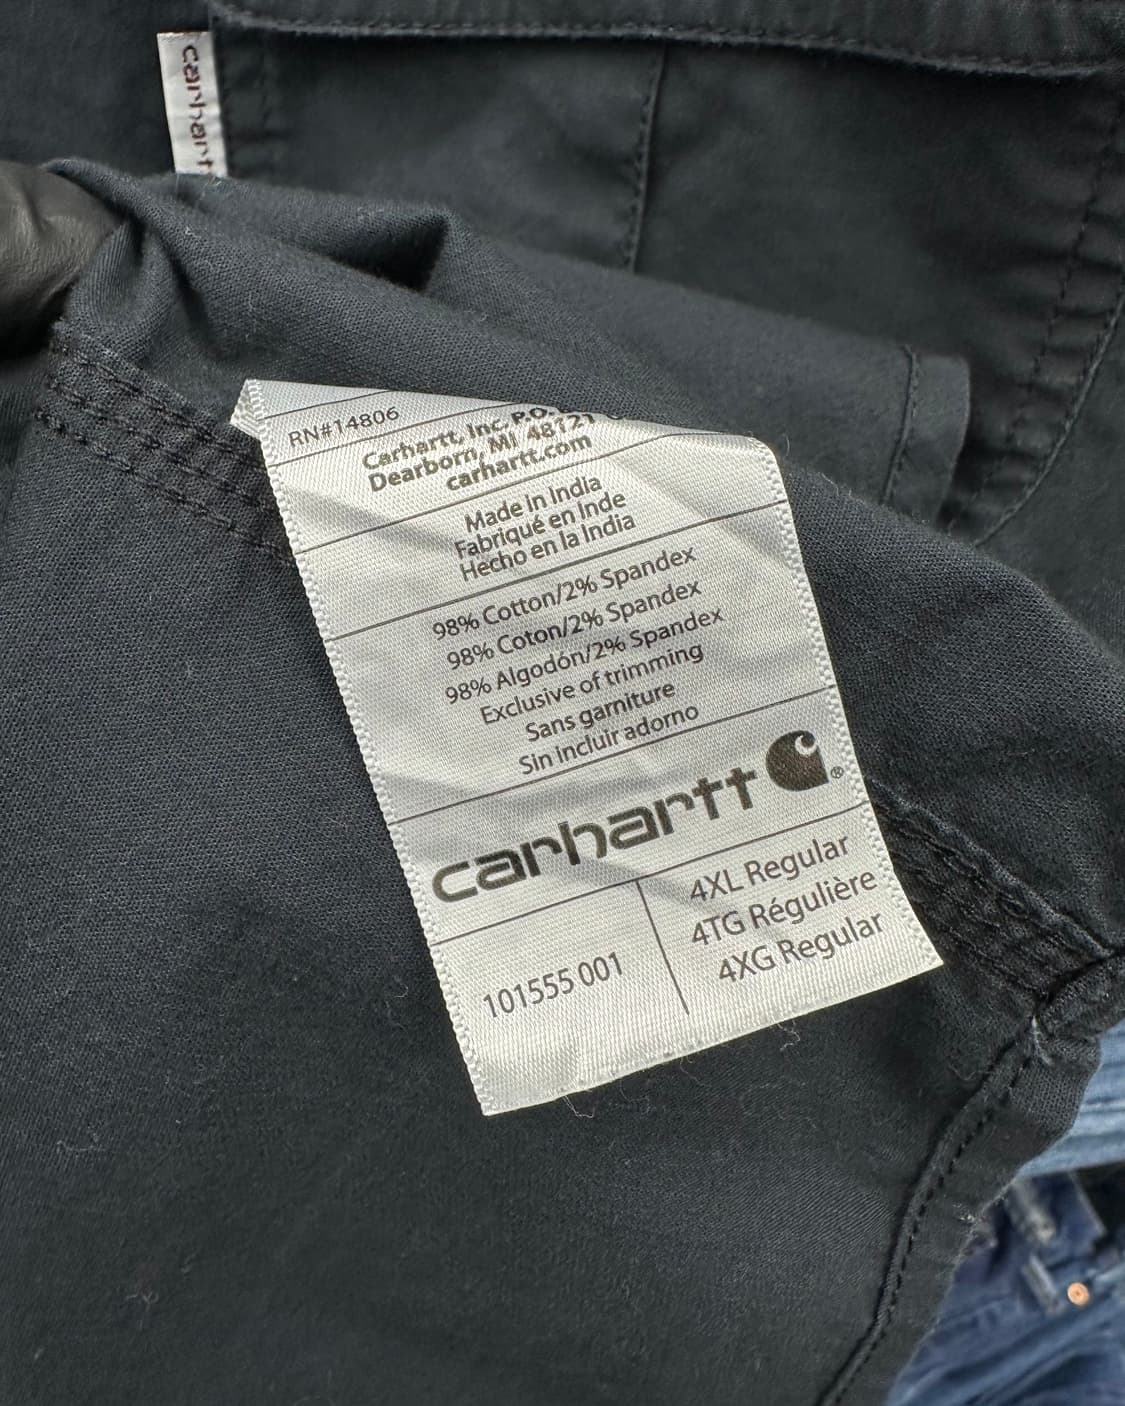 carhartt
RN#14806
Carhartt, Inc. P.O.
Dearborn, MI 48121
carhartt.com
Made in India
Fabriqué en Inde
Hecho en la India
98% Cotton/2% Spandex
98% Coton/2% Spandex
98% Algodón/2% Spandex
Exclusive of trimming
Sans garniture
Sin incluir adorno
carhartt®
101555 001
4XL Regular
4TG Régulière
4XG Regular